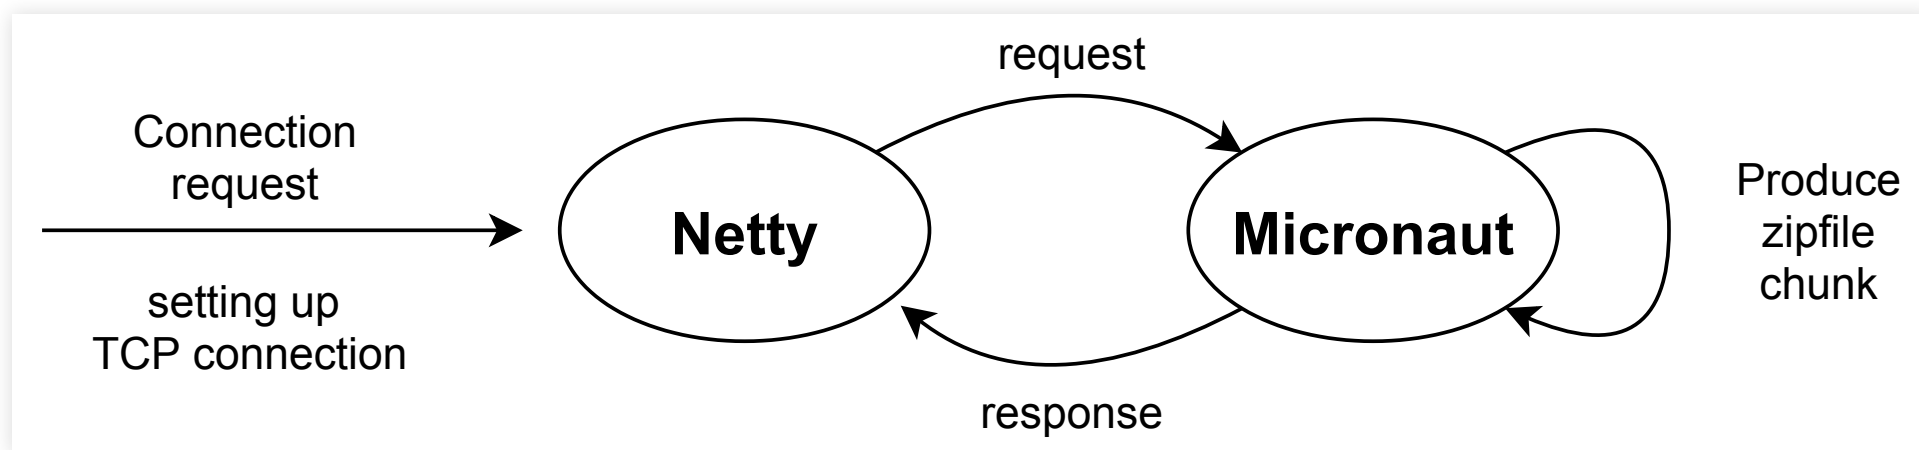 Connection
request
setting up
TCP connection
Netty
request
response
Micronaut
Produce
zipfile
chunk